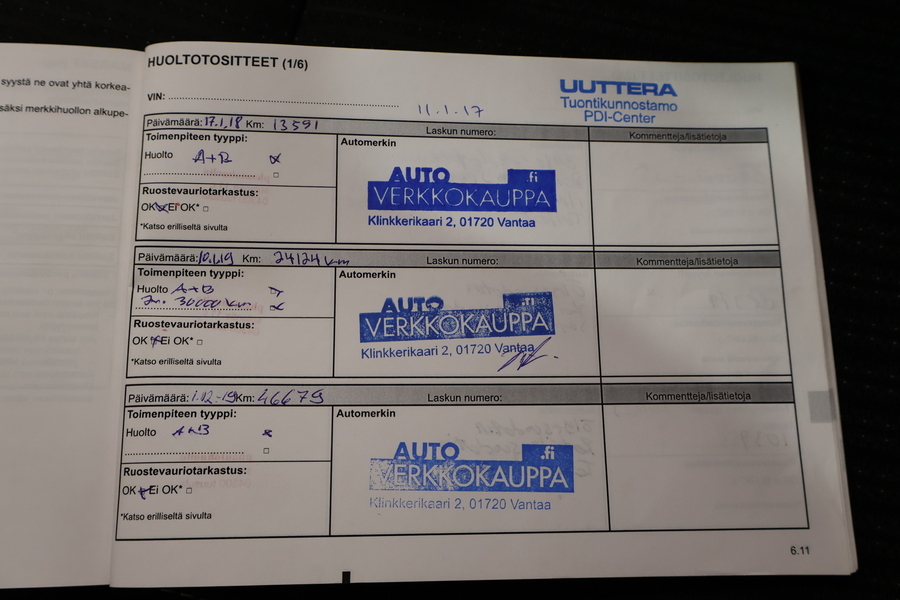 syystä ne ovat yhtä korkea-
säksi merkkihuollon alkupe-
HUOLTOTOSITTEET (1/6)
VIN:
11.1.17
UUTTERA
Tuontikunnostamo
PDI-Center
Päivämäärä: 17.1.18 Km: 13591
Laskun numero:
Kommentteja/lisätietoja
Toimenpiteen tyyppi:
Automerkin
Huolto A+B
Ruostevauriotarkastus:
OK Ei OK*
*Katso erilliseltä sivulta
AUTO .fi
VERKKOKAUPPA
Klinkkerikaari 2, 01720 Vantaa
Päivämäärä: 10.1.19 Km: 24124 km
Laskun numero:
Kommentteja/lisätietoja
Toimenpiteen tyyppi:
Automerkin
Huolto A+B
30000 km
Ruostevauriotarkastus:
OK Ei OK*
*Katso erilliseltä sivulta
AUTO .fi
VERKKOKAUPPA
Klinkkerikaari 2, 01720 Vantaa
Päivämäärä: 1.12-19 Km: 46679
Laskun numero:
Kommentteja/lisätietoja
Toimenpiteen tyyppi:
Automerkin
Huolto A+B
Ruostevauriotarkastus:
OK Ei OK*
*Katso erilliseltä sivulta
AUTO .fi
VERKKOKAUPPA
Klinkkerikaari 2, 01720 Vantaa
6.11